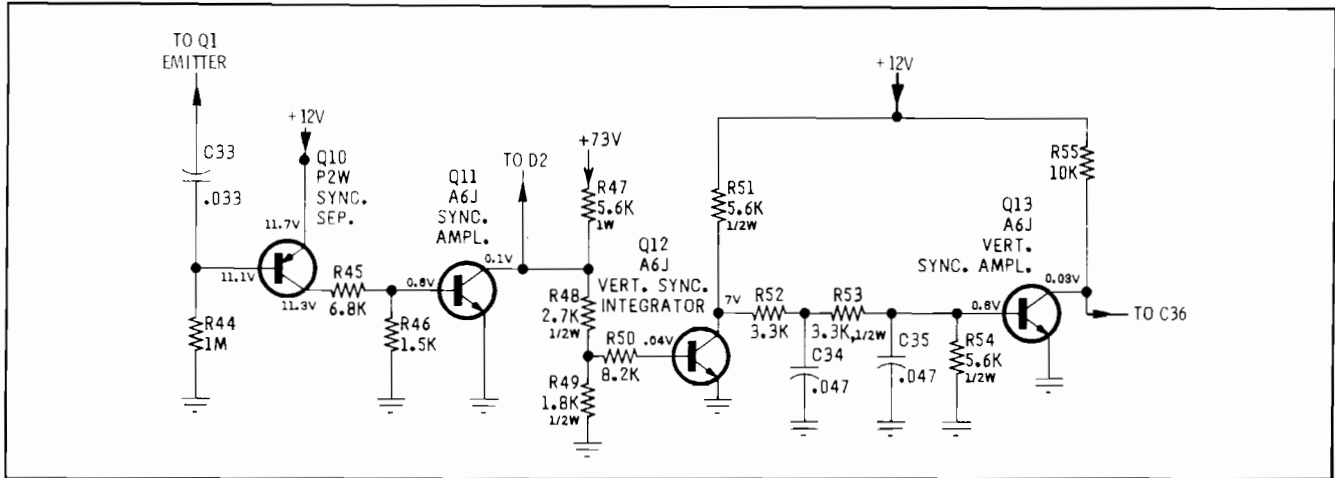 TO Q1
EMITTER
C33
.033
+12V
Q10
P2W
SYNC.
SEP.
11.7V
11.1V
11.3V
R44
1M
R45
6.8K
R46
1.5K
Q11
A6J
SYNC.
AMPL.
0.8V
0.1V
TO D2
+73V
R47
5.6K
1W
R48
2.7K
1/2W
R49
1.8K
1/2W
R50
8.2K
.04V
Q12
A6J
VERT. SYNC.
INTEGRATOR
7V
R51
5.6K
1/2W
+12V
R52
3.3K
R53
3.3K,1/2W
C34
.047
C35
.047
R54
5.6K
1/2W
0.8V
Q13
A6J
VERT.
SYNC. AMPL.
0.03V
R55
10K
TO C36